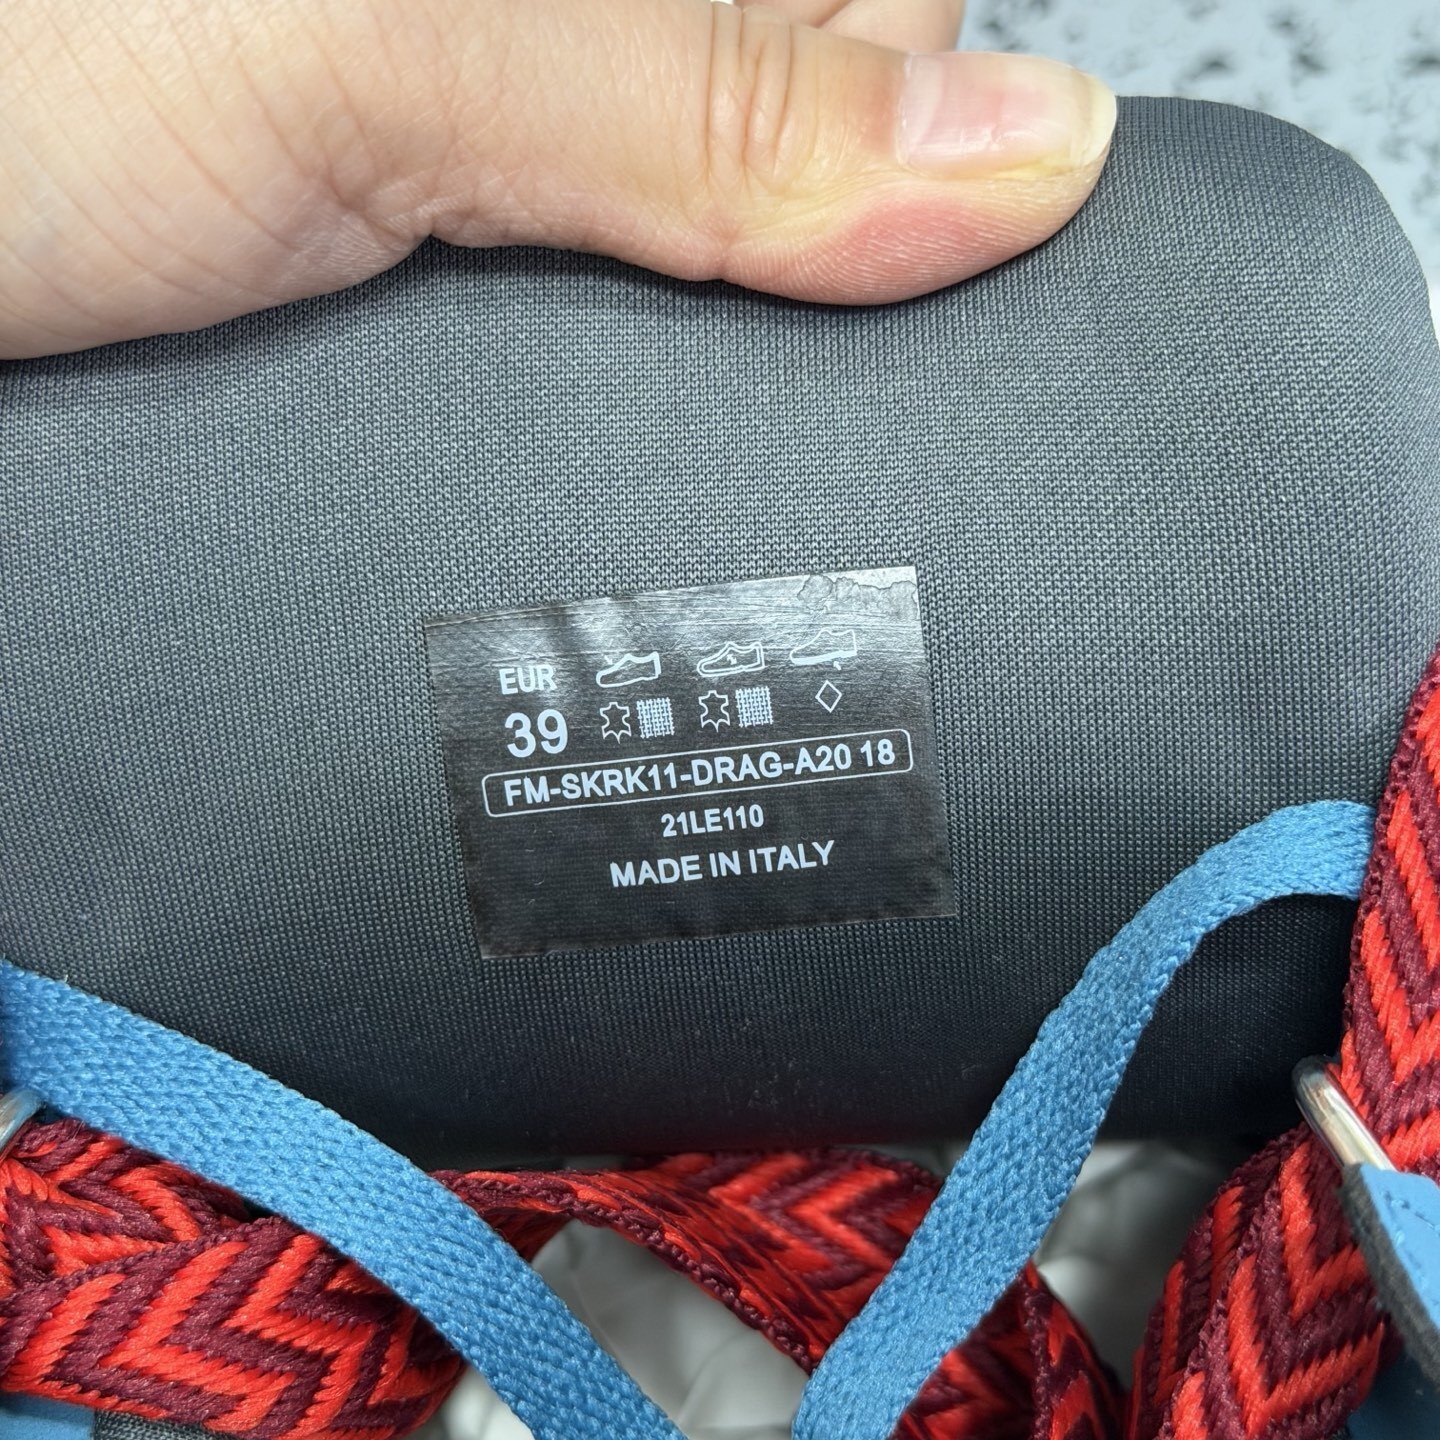 EUR
39
FM-SKRK11-DRAG-A20 18
21LE110
MADE IN ITALY